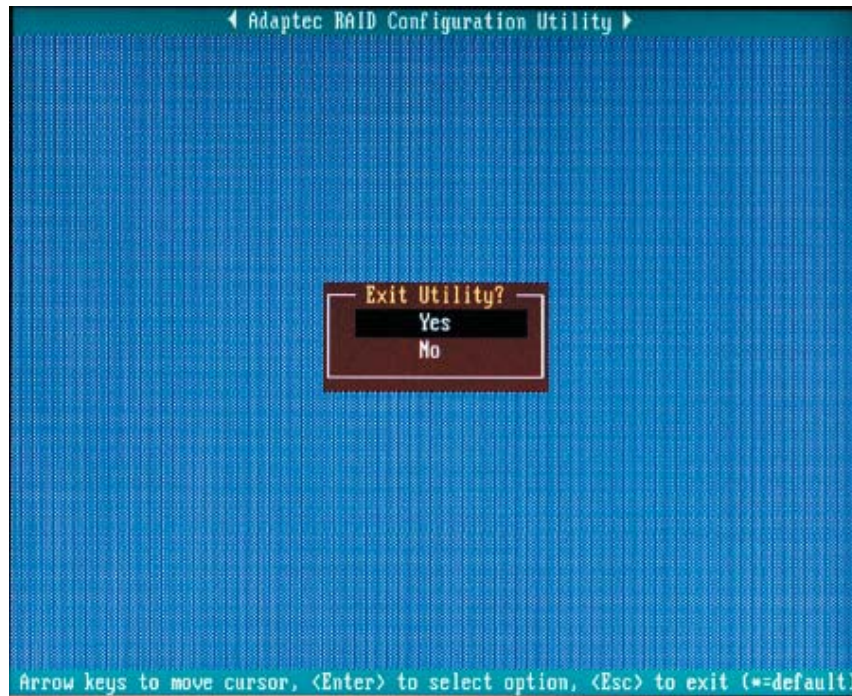 Adaptec RAID Configuration Utility
Exit Utility?
Yes
No
Arrow keys to move cursor, <Enter> to select option, <Esc> to exit (*=default)